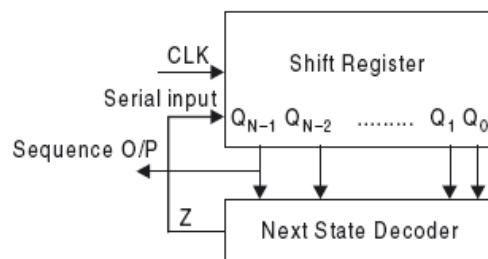 CLK
Shift Register
Serial input
Q_{N-1} Q_{N-2} ......... Q_1 Q_0
Sequence O/P
Z
Next State Decoder